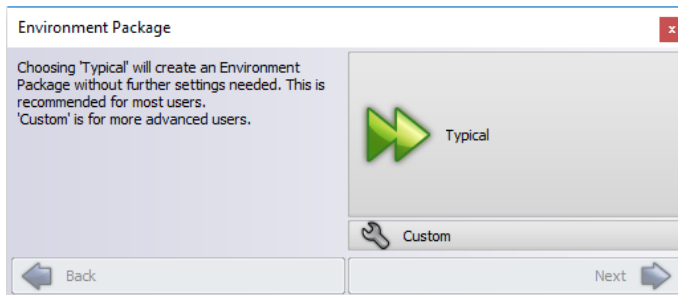 Environment Package
x
Choosing 'Typical' will create an Environment
Package without further settings needed. This is
recommended for most users.
'Custom' is for more advanced users.
Typical
Custom
Back
Next